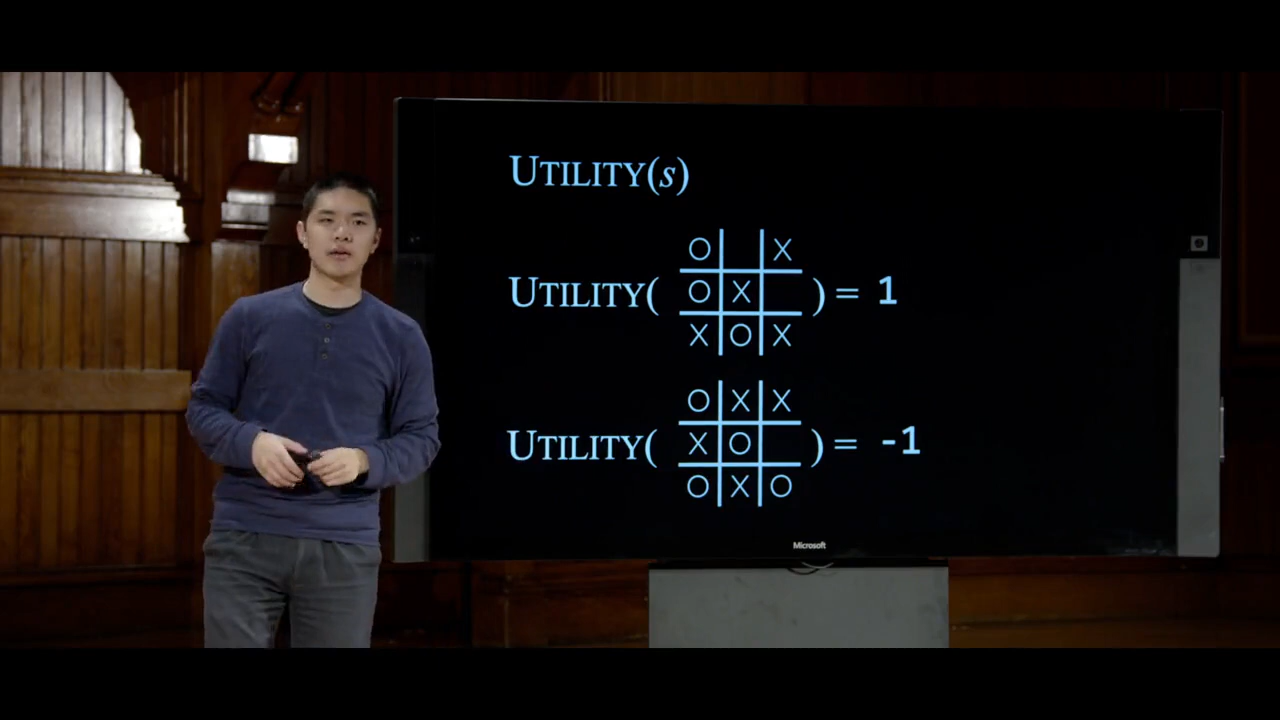 UTILITY(s)
O X
UTILITY( O X ) = 1
X O X
O X X
UTILITY( X O ) = -1
O X O
Microsoft